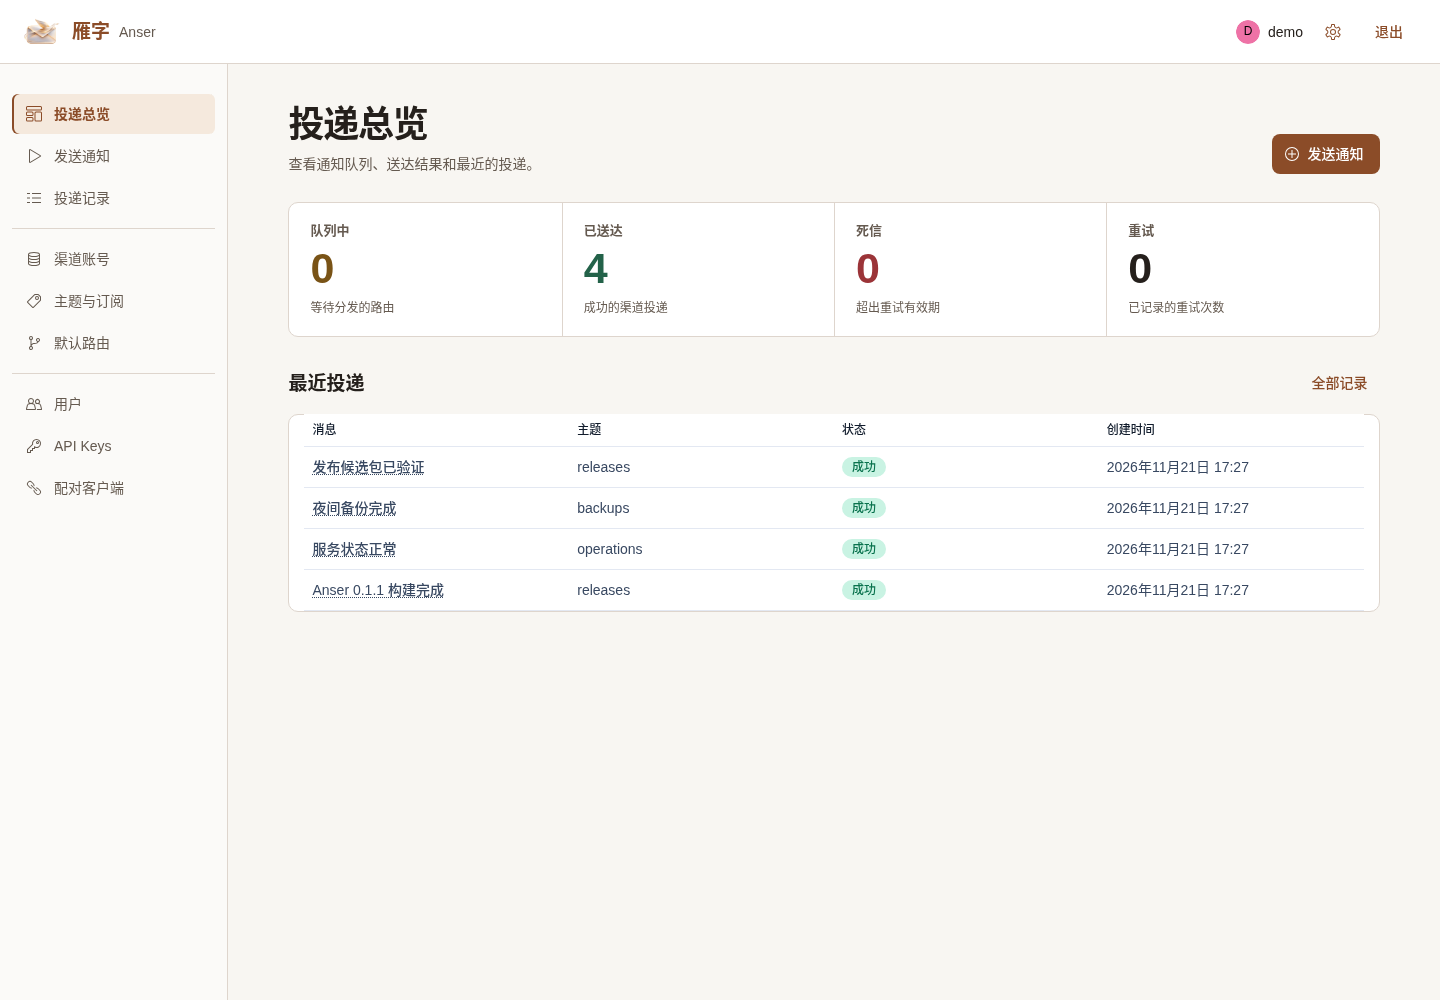 雁字 Anser
D demo 退出
投递总览
发送通知
投递记录
渠道账号
主题与订阅
默认路由
用户
API Keys
配对客户端
投递总览
查看通知队列、送达结果和最近的投递。
发送通知
队列中
0
等待分发的路由
已送达
4
成功的渠道投递
死信
0
超出重试有效期
重试
0
已记录的重试次数
最近投递
全部记录
消息 主题 状态 创建时间
发布候选包已验证 releases 成功 2026年11月21日 17:27
夜间备份完成 backups 成功 2026年11月21日 17:27
服务状态正常 operations 成功 2026年11月21日 17:27
Anser 0.1.1 构建完成 releases 成功 2026年11月21日 17:27